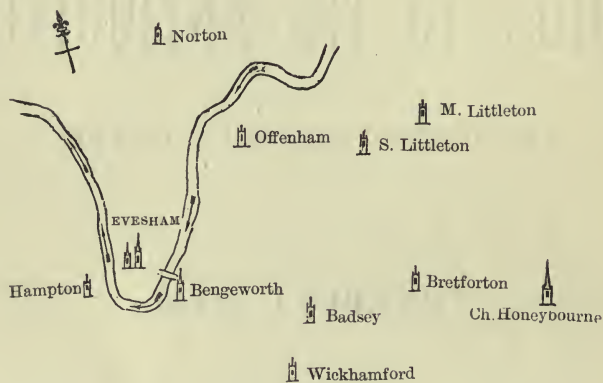 Norton
M. Littleton
Offenham
S. Littleton
EVESHAM
Hampton
Bengeworth
Bretforton
Badsey
Ch. Honeybourne
Wickhamford